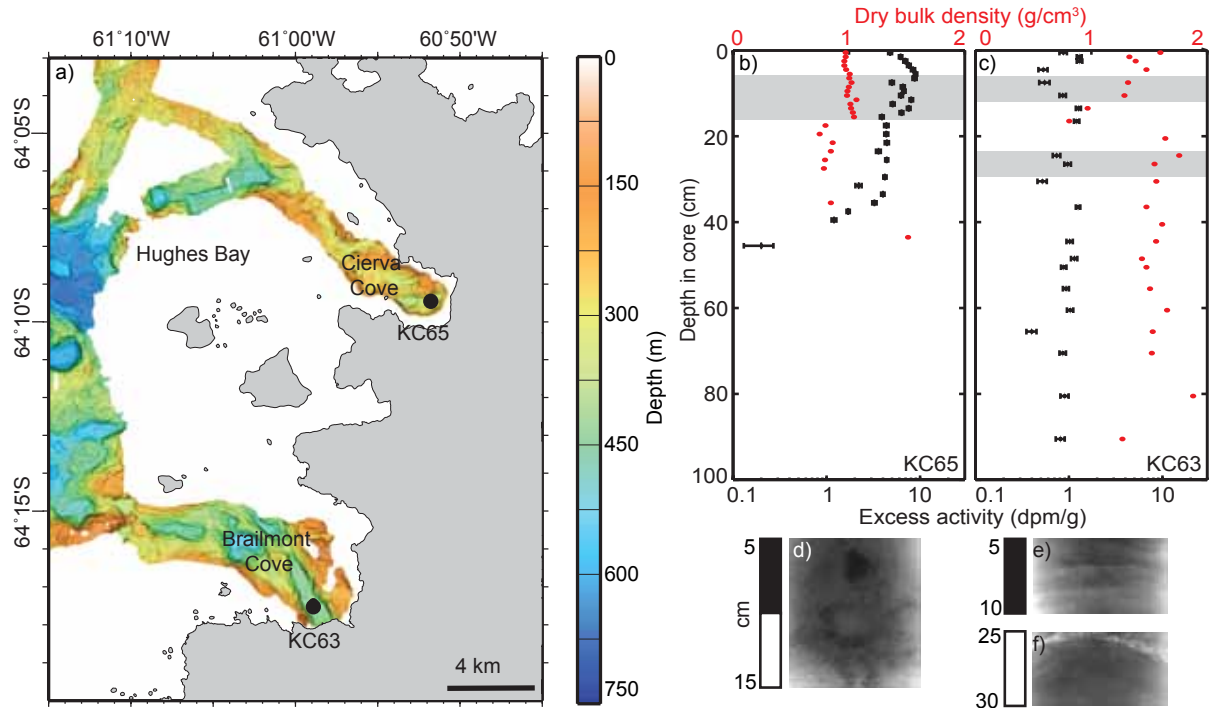 61°10'W 61°00'W 60°50'W
a)
64°05'S
64°10'S
64°15'S
Hughes Bay
Cierva
Cove
KC65
Brailmont
Cove
KC63
4 km
0
150
300
450
600
750
Depth (m)
Dry bulk density (g/cm³)
0 1 2
0 1 2
b)
c)
0
20
40
60
80
100
Depth in core (cm)
KC65
KC63
0.1 1 10
0.1 1 10
Excess activity (dpm/g)
d)
5
cm
15
e)
5
10
f)
25
30